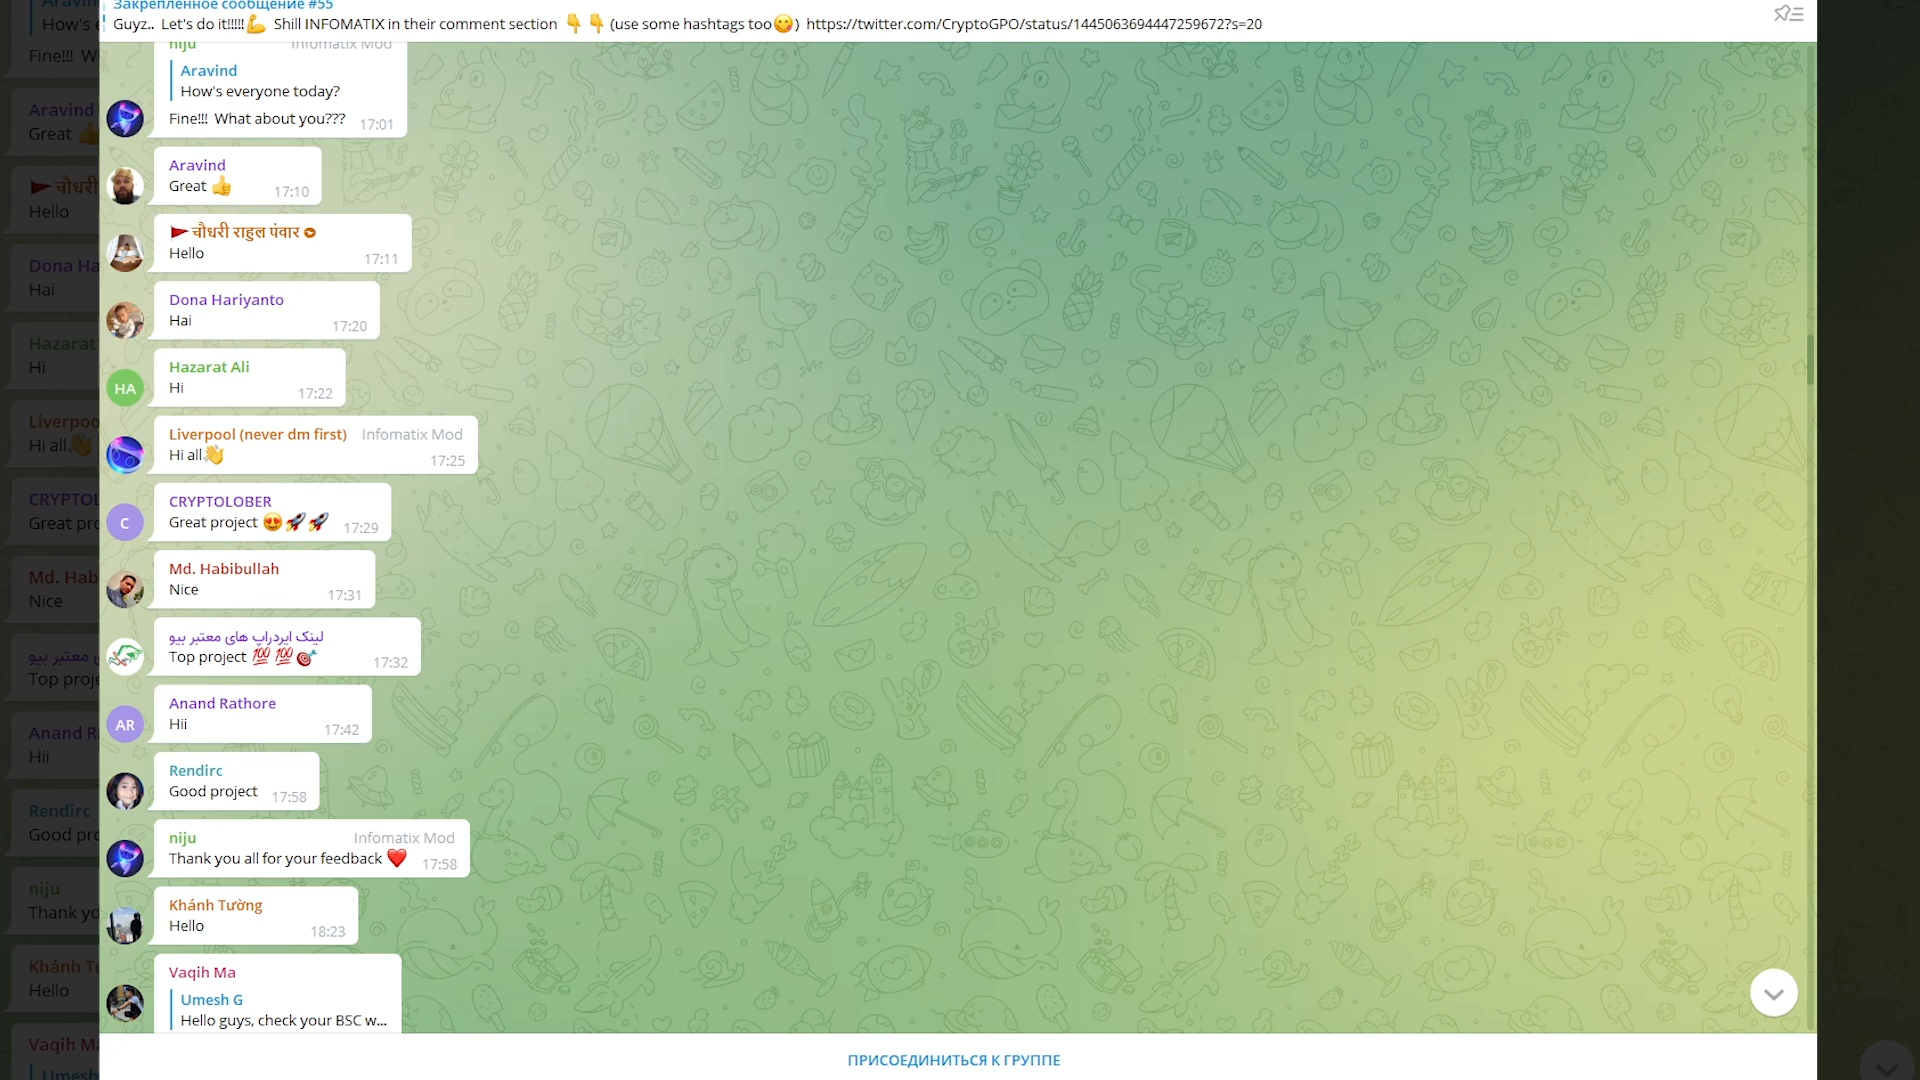 Закрепленное сообщение #55
Guyz.. Let's do it!!!!!💪 Shill INFOMATIX in their comment section 👇 👇 (use some hashtags too😋) https://twitter.com/CryptoGPO/status/1445063694447259672?s=20
niju Infomatix Mod
Aravind
How's everyone today?
Fine!!! What about you??? 17:01
Aravind
Great 👍 17:10
चौधरी राहुल पंवार
Hello 17:11
Dona Hariyanto
Hai 17:20
HA
Hazarat Ali
Hi 17:22
Liverpool (never dm first) Infomatix Mod
Hi all👋 17:25
C
CRYPTOLOBER
Great project 😍🚀🚀 17:29
Md. Habibullah
Nice 17:31
لینک ایردراپ های معتبر بیو
Top project 💯💯🎯 17:32
AR
Anand Rathore
Hii 17:42
Rendirc
Good project 17:58
niju Infomatix Mod
Thank you all for your feedback ❤️ 17:58
Khánh Tường
Hello 18:23
Vaqih Ma
Umesh G
Hello guys, check your BSC w...
ПРИСОЕДИНИТЬСЯ К ГРУППЕ